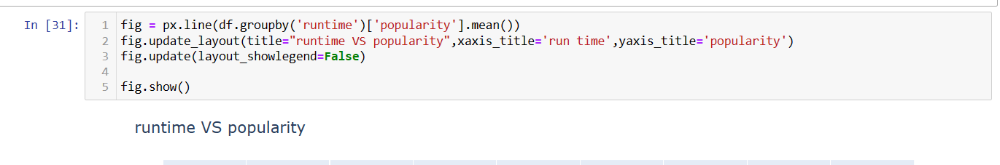 In [31]:
1 fig = px.line(df.groupby('runtime')['popularity'].mean())
2 fig.update_layout(title="runtime VS popularity",xaxis_title='run time',yaxis_title='popularity')
3 fig.update(layout_showlegend=False)
4
5 fig.show()
runtime VS popularity